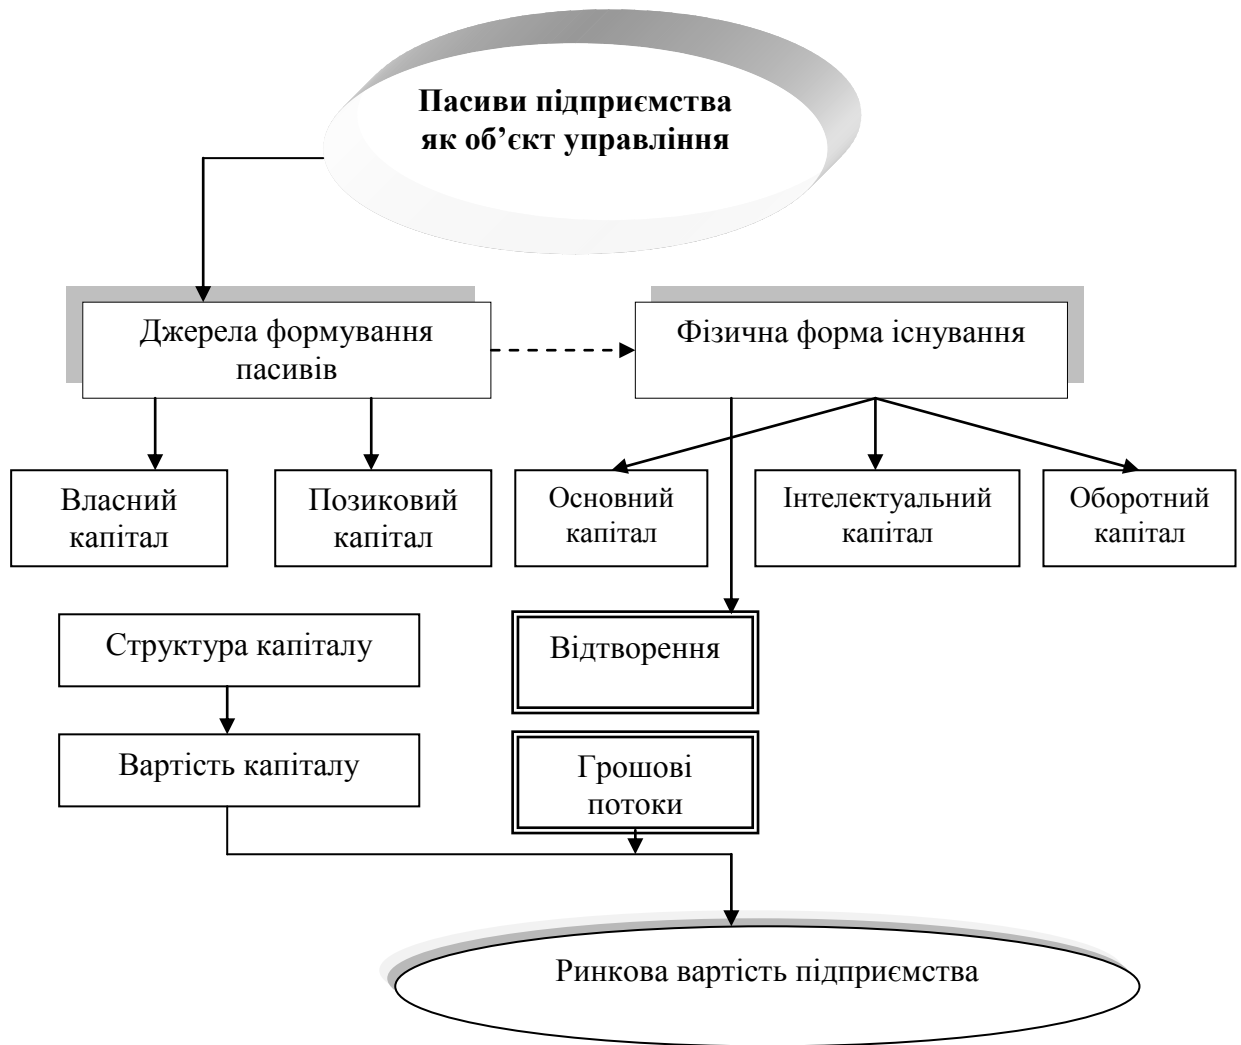 Пасиви підприємства
як об’єкт управління
Джерела формування
пасивів
Фізична форма існування
Власний
капітал
Позиковий
капітал
Основний
капітал
Інтелектуальний
капітал
Оборотний
капітал
Структура капіталу
Відтворення
Вартість капіталу
Грошові
потоки
Ринкова вартість підприємства